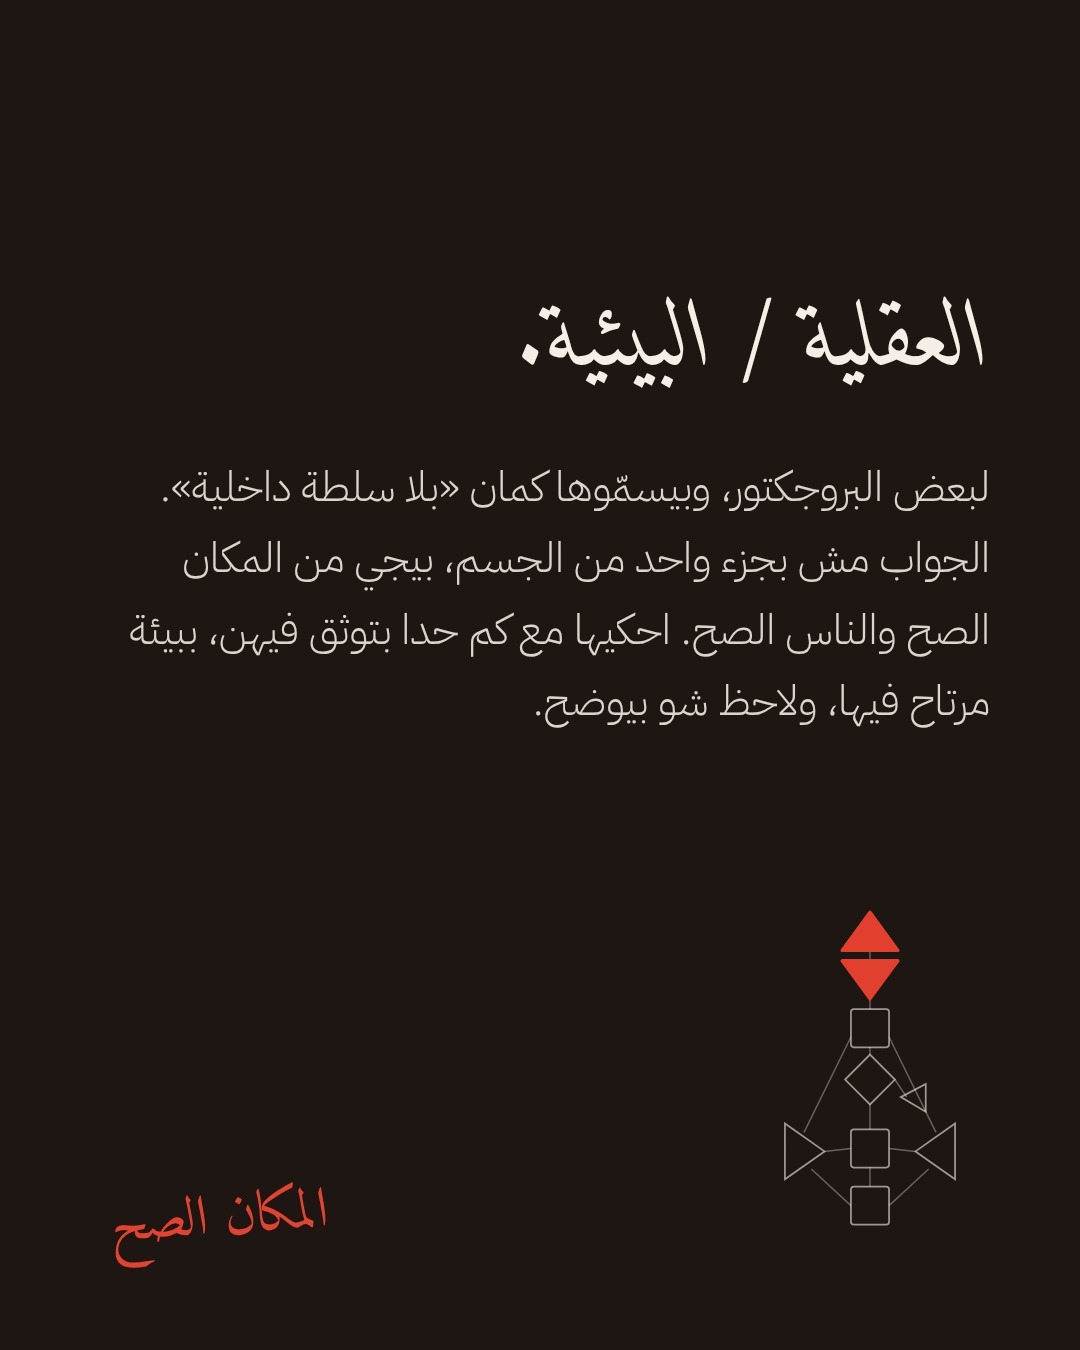 العقلية / البيئية.
لبعض البروجكتور، وبيسمّوها كمان «بلا سلطة داخلية».
الجواب مش بجزء واحد من الجسم، بيجي من المكان
الصح والناس الصح. احكيها مع كم حدا بتوثق فيهن، ببيئة
مرتاح فيها، ولاحظ شو بيوضح.
المكان الصح